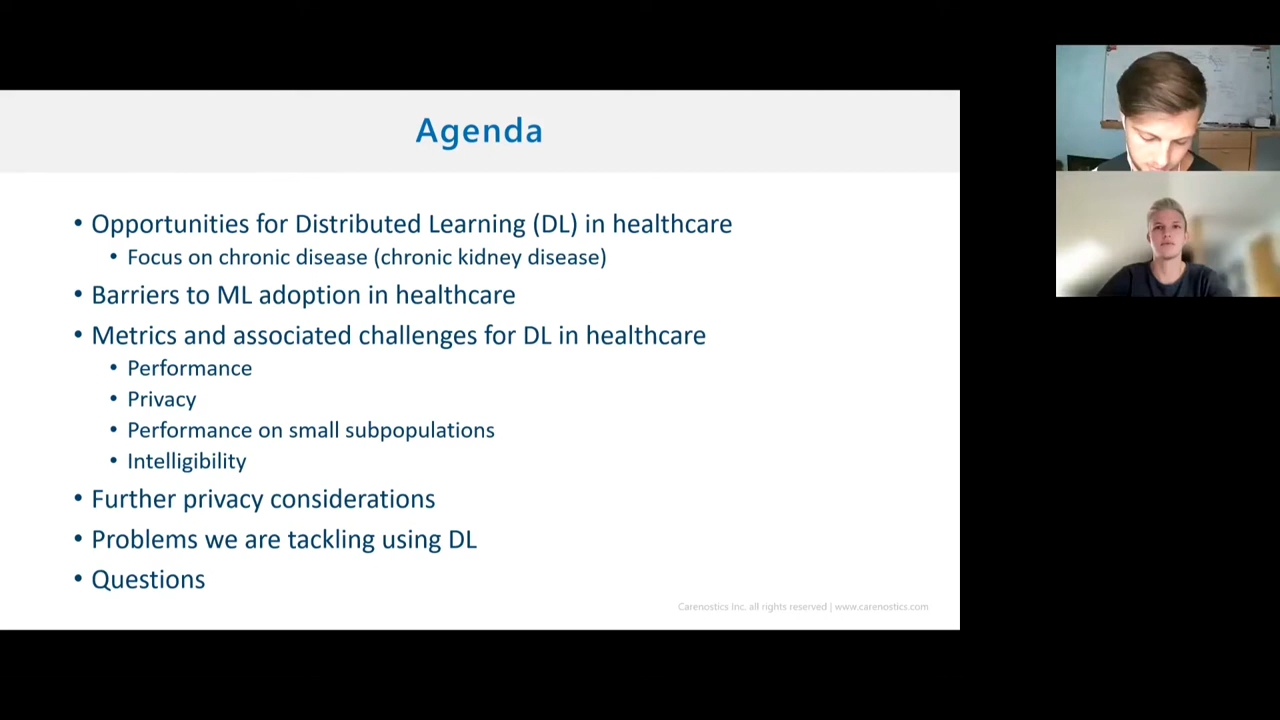 Agenda
• Opportunities for Distributed Learning (DL) in healthcare
• Focus on chronic disease (chronic kidney disease)
• Barriers to ML adoption in healthcare
• Metrics and associated challenges for DL in healthcare
• Performance
• Privacy
• Performance on small subpopulations
• Intelligibility
• Further privacy considerations
• Problems we are tackling using DL
• Questions
Carenostics Inc. all rights reserved | www.carenostics.com